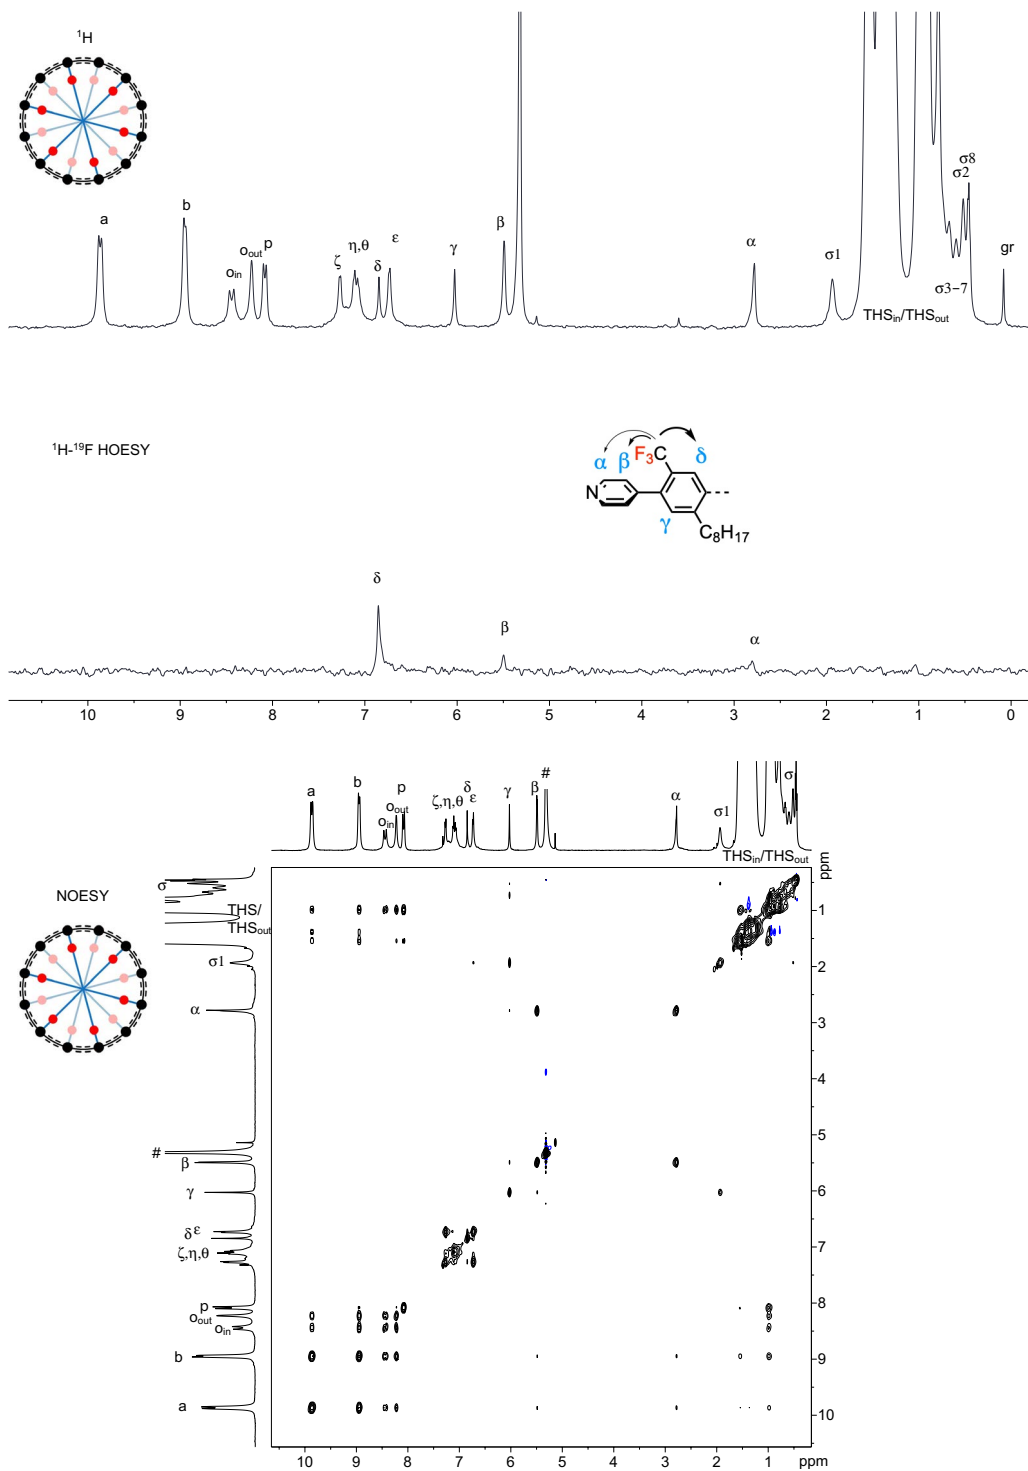 ¹H
a
b
o_in
o_out
p
ζ
η,θ
δ
ε
γ
β
α
σ1
THS_in/THS_out
σ3–7
σ2
σ8
gr
¹H-¹⁹F HOESY
α
β
F₃C
δ
N
γ
C₈H₁₇
δ
β
α
10 9 8 7 6 5 4 3 2 1 0
a
b
o_in
o_out
p
ζ,η,θ
δ
ε
γ
β
#
α
σ1
THS_in/THS_out
σ
ppm
NOESY
σ
THS/
THS_out
σ1
α
#
β
γ
δ ε
ζ,η,θ
p
o_out
o_in
b
a
1
2
3
4
5
6
7
8
9
10
10 9 8 7 6 5 4 3 2 1 ppm